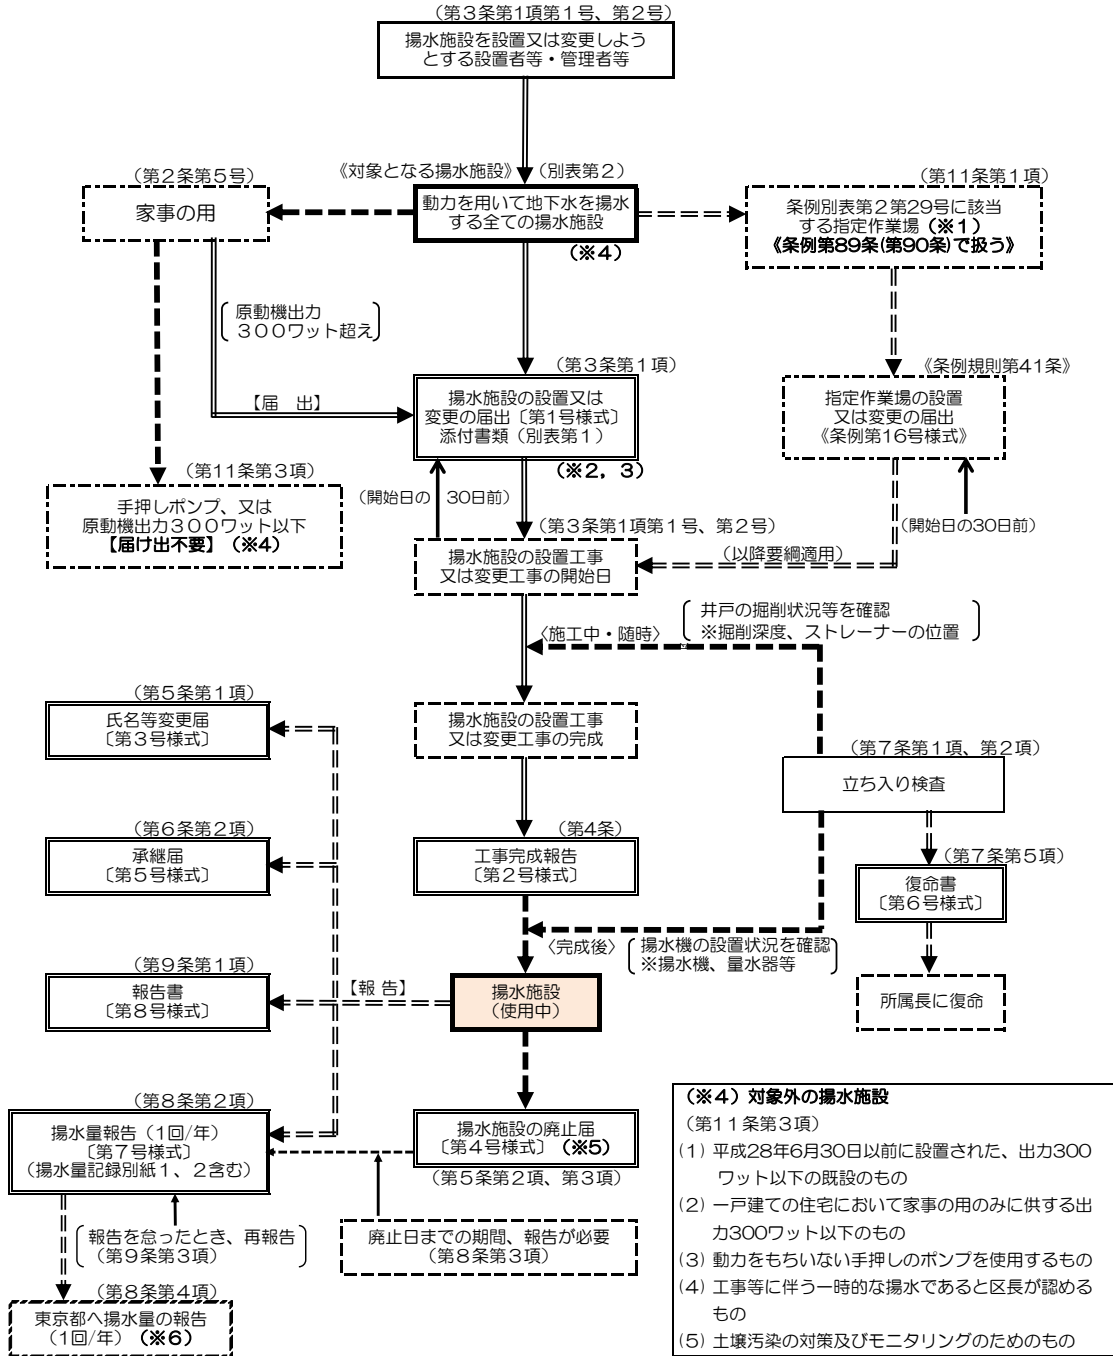 （第３条第１項第１号、第２号）
揚水施設を設置又は変更しよう
とする設置者等・管理者等
《対象となる揚水施設》
（別表第２）
（第２条第５号）
家事の用
動力を用いて地下水を揚水
する全ての揚水施設
（※４）
（第11条第１項）
条例別表第２第29号に該当
する指定作業場（※１）
《条例第89条(第90条)で扱う》
原動機出力
３００ワット超え
【届　出】
（第３条第１項）
揚水施設の設置又は
変更の届出〔第１号様式〕
添付書類（別表第１）
（※２，３）
《条例規則第41条》
指定作業場の設置
又は変更の届出
《条例第16号様式》
（第11条第３項）
手押しポンプ、又は
原動機出力３００ワット以下
【届け出不要】（※４）
（開始日の　30日前）
（開始日の30日前）
（第３条第１項第１号、第２号）
揚水施設の設置工事
又は変更工事の開始日
（以降要綱適用）
〈施工中・随時〉
井戸の掘削状況等を確認
※掘削深度、ストレーナーの位置
（第５条第１項）
氏名等変更届
〔第３号様式〕
揚水施設の設置工事
又は変更工事の完成
（第７条第１項、第２項）
立ち入り検査
（第６条第２項）
承継届
〔第５号様式〕
（第４条）
工事完成報告
〔第２号様式〕
（第７条第５項）
復命書
〔第６号様式〕
〈完成後〉
揚水機の設置状況を確認
※揚水機、量水器等
（第９条第１項）
報告書
〔第８号様式〕
【報 告】
揚水施設
（使用中）
所属長に復命
（第８条第２項）
揚水量報告（１回/年）
〔第７号様式〕
（揚水量記録別紙１、２含む）
揚水施設の廃止届
〔第４号様式〕（※５）
（第５条第２項、第３項）
報告を怠ったとき、再報告
（第９条第３項）
廃止日までの期間、報告が必要
（第８条第３項）
（第８条第４項）
東京都へ揚水量の報告
（１回/年）（※６）
（※４）対象外の揚水施設
（第11条第３項）
(１) 平成28年６月30日以前に設置された、出力300
ワット以下の既設のもの
(２) 一戸建ての住宅において家事の用のみに供する出
力300ワット以下のもの
(３) 動力をもちいない手押しのポンプを使用するもの
(４) 工事等に伴う一時的な揚水であると区長が認める
もの
(５) 土壌汚染の対策及びモニタリングのためのもの